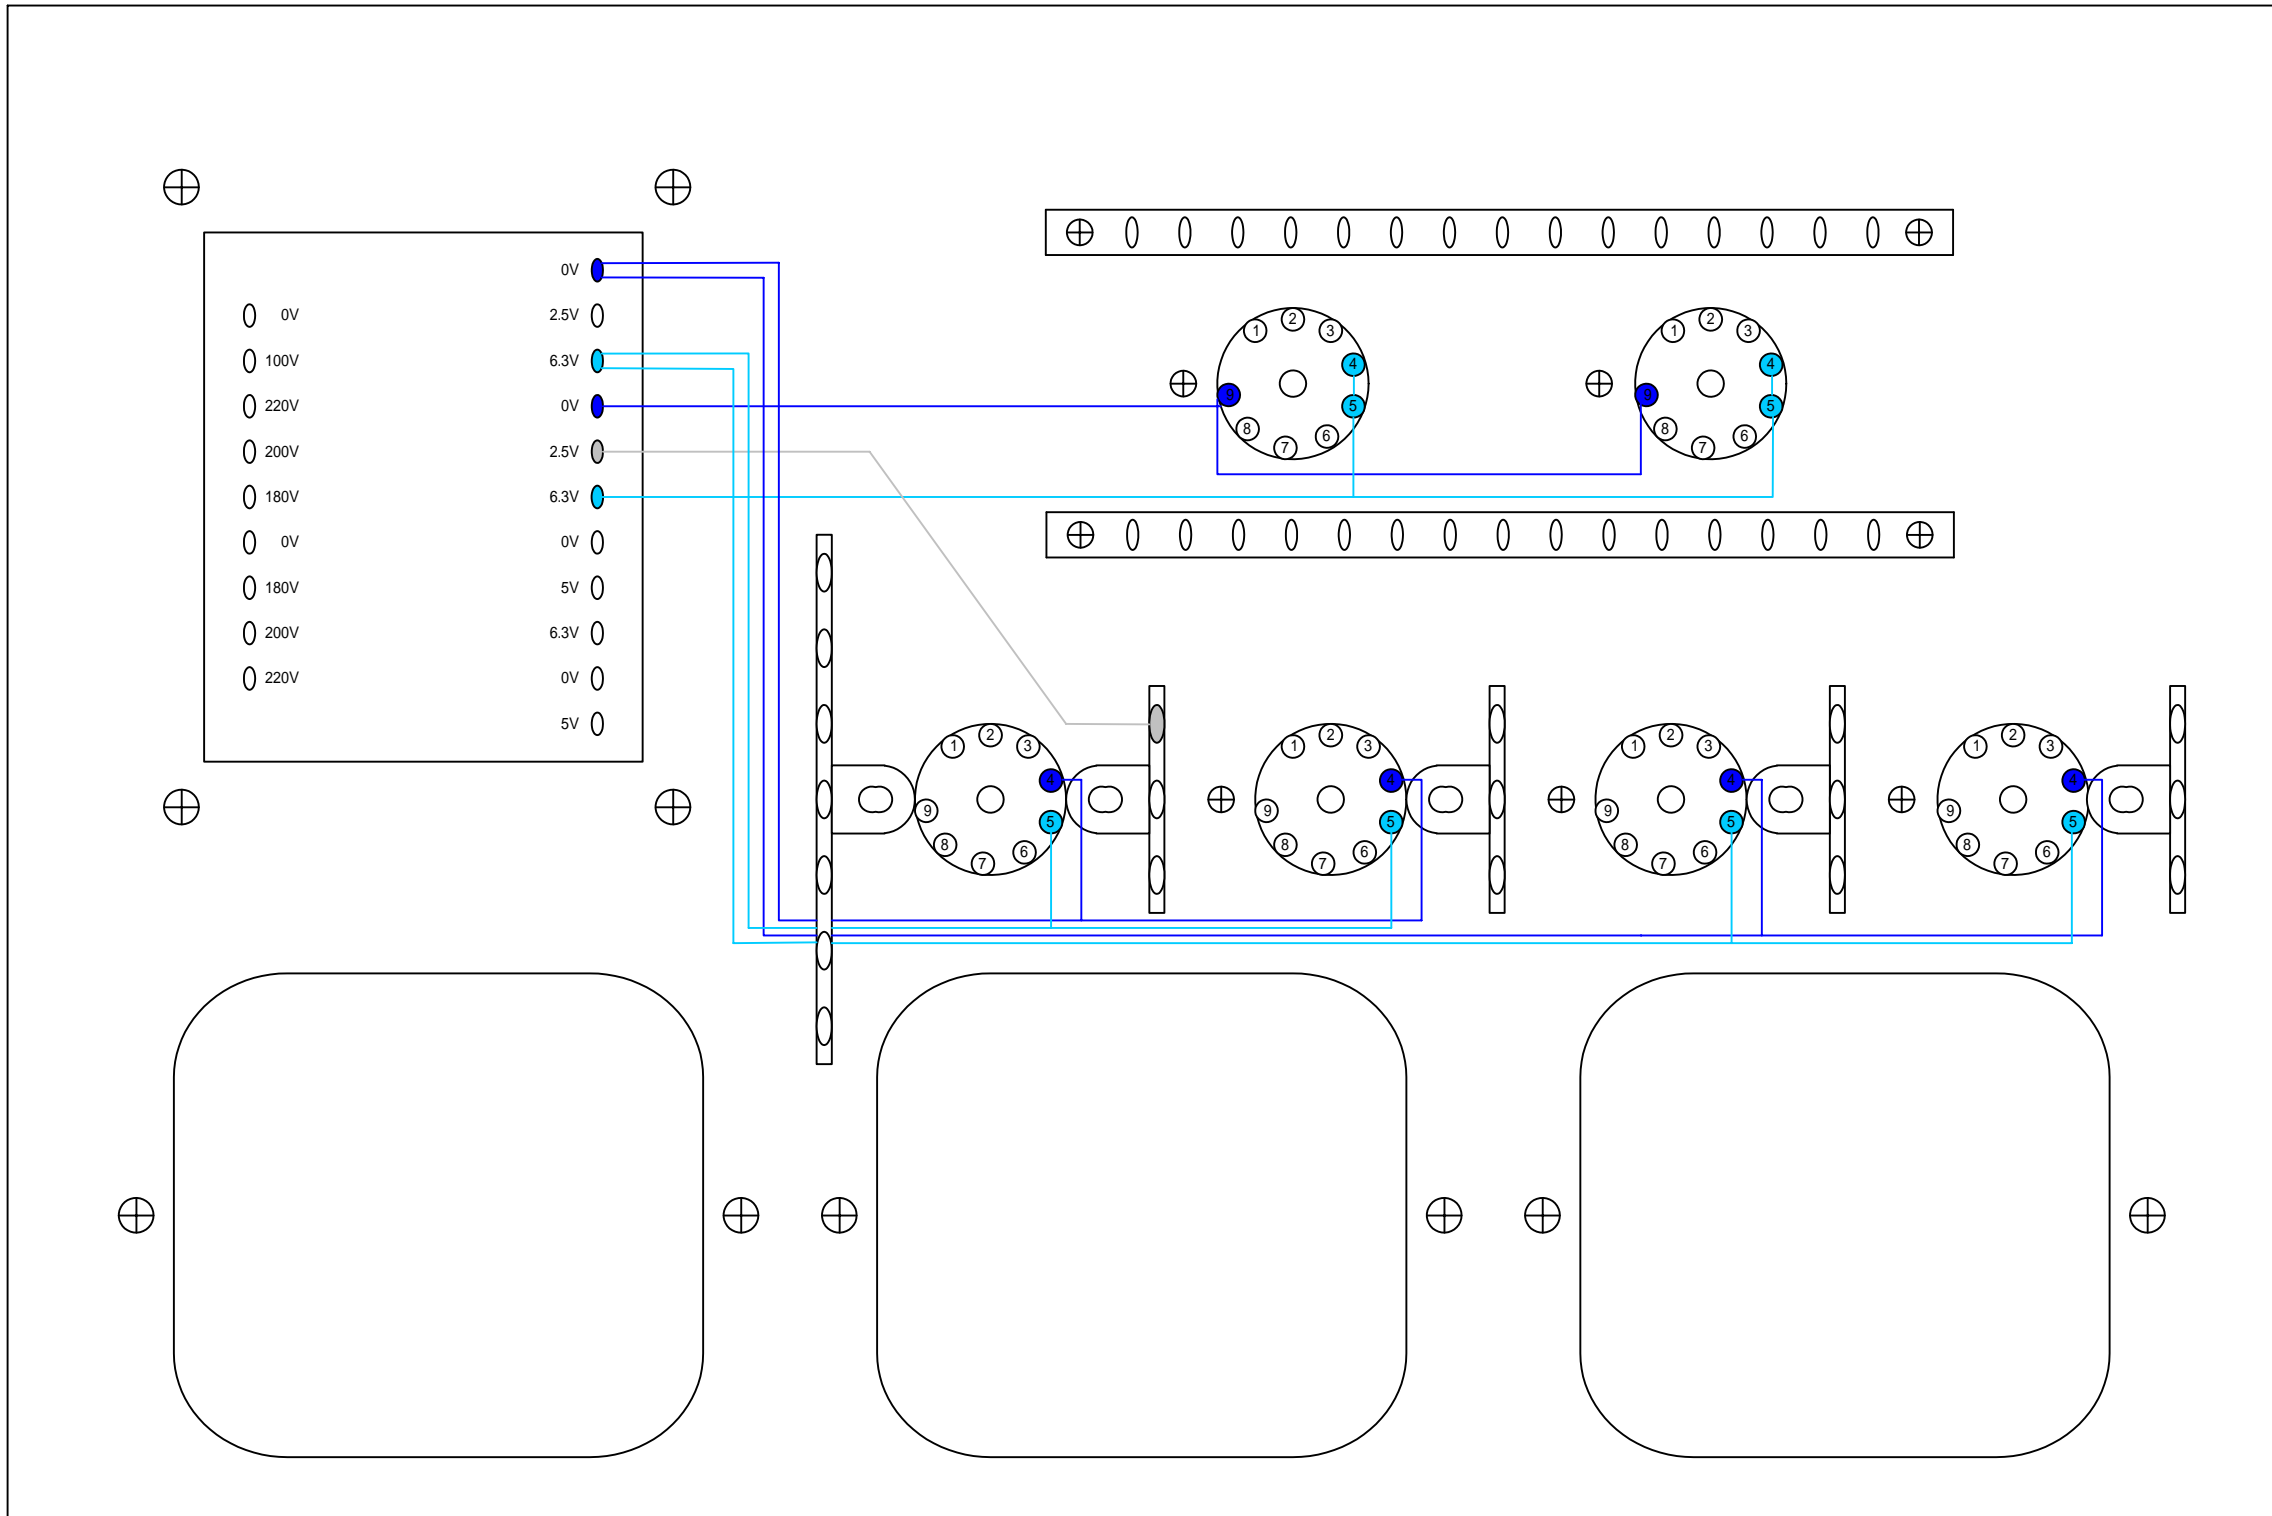 0V
0V 2.5V
100V 6.3V
220V 0V
200V 2.5V
180V 6.3V
0V 0V
180V 5V
200V 6.3V
220V 0V
5V
1 2 3 4 5 6 7 8 9
1 2 3 4 5 6 7 8 9
1 2 3 4 5 6 7 8 9
1 2 3 4 5 6 7 8 9
1 2 3 4 5 6 7 8 9
1 2 3 4 5 6 7 8 9